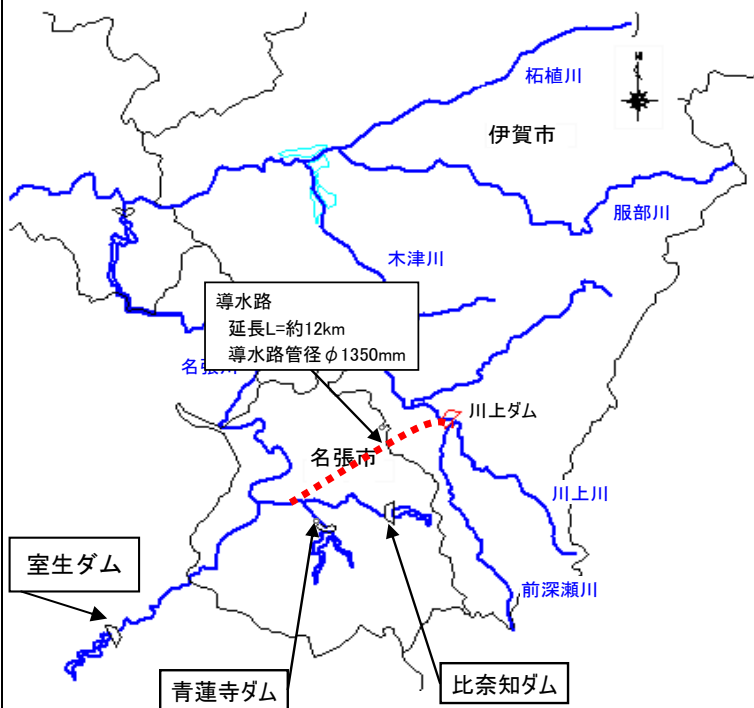 N
柘植川
伊賀市
服部川
木津川
導水路
延長L=約12km
導水路管径φ1350mm
名張川
川上ダム
名張市
川上川
室生ダム
前深瀬川
青蓮寺ダム
比奈知ダム